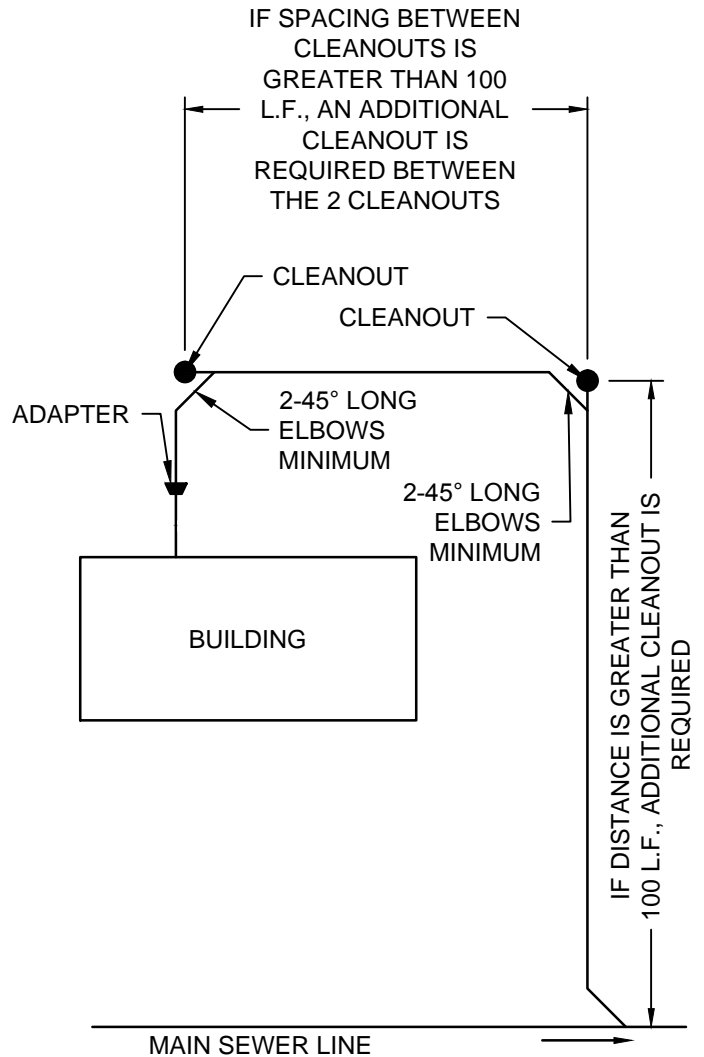 IF SPACING BETWEEN
CLEANOUTS IS
GREATER THAN 100
L.F., AN ADDITIONAL
CLEANOUT IS
REQUIRED BETWEEN
THE 2 CLEANOUTS
CLEANOUT
CLEANOUT
ADAPTER
2-45° LONG
ELBOWS
MINIMUM
2-45° LONG
ELBOWS
MINIMUM
BUILDING
IF DISTANCE IS GREATER THAN
100 L.F., ADDITIONAL CLEANOUT IS
REQUIRED
MAIN SEWER LINE